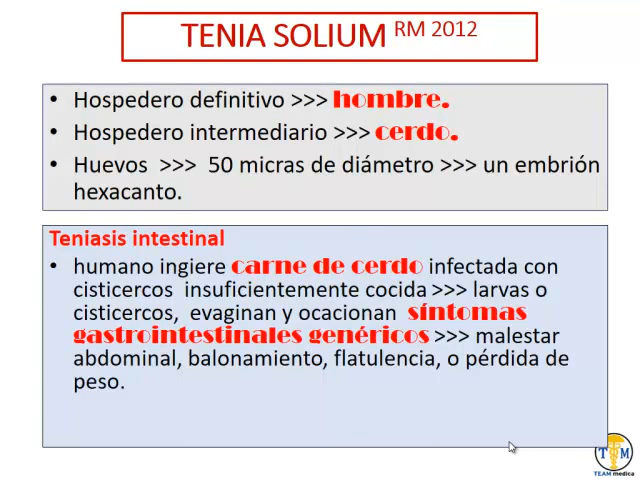 TENIA SOLIUM RM 2012
• Hospedero definitivo >>> hombre.
• Hospedero intermediario >>> cerdo.
• Huevos >>> 50 micras de diámetro >>> un embrión
hexacanto.
Teniasis intestinal
• humano ingiere carne de cerdo infectada con
cisticercos insuficientemente cocida >>> larvas o
cisticercos, evaginan y ocacionan síntomas
gastrointestinales genéricos >>> malestar
abdominal, balonamiento, flatulencia, o pérdida de
peso.
T M
TEAM medica